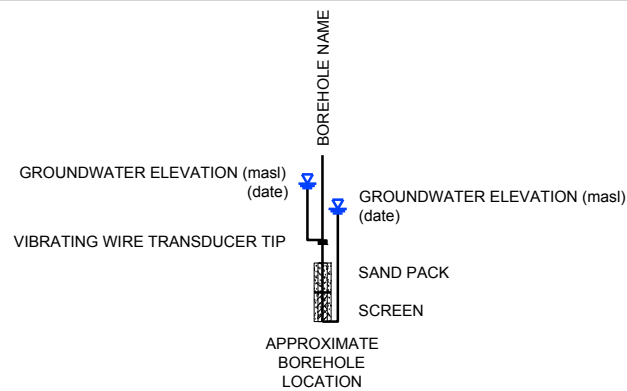 BOREHOLE NAME
GROUNDWATER ELEVATION (masl)
(date)
GROUNDWATER ELEVATION (masl)
(date)
VIBRATING WIRE TRANSDUCER TIP
SAND PACK
SCREEN
APPROXIMATE
BOREHOLE
LOCATION